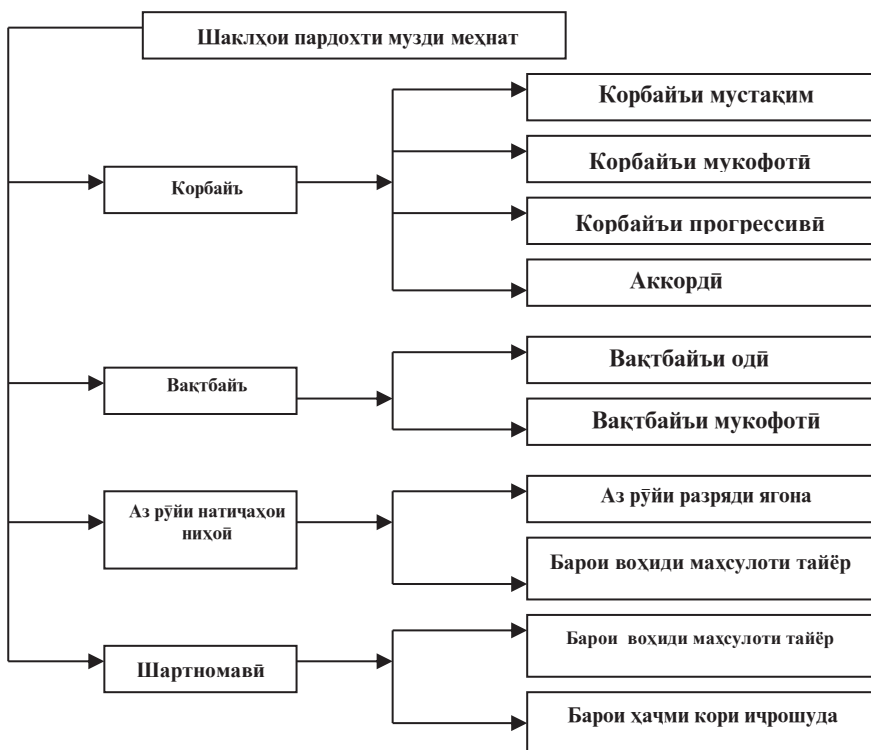 Шаклҳои пардохти музди меҳнат
Корбайъ
Корбайъи мустақим
Корбайъи мукофотӣ
Корбайъи прогрессивӣ
Аккордӣ
Вақтбайъ
Вақтбайъи одӣ
Вақтбайъи мукофотӣ
Аз рӯйи натиҷаҳои
ниҳоӣ
Аз рӯйи разряди ягона
Барои воҳиди маҳсулоти тайёр
Шартномавӣ
Барои воҳиди маҳсулоти тайёр
Барои ҳаҷми кори иҷрошуда